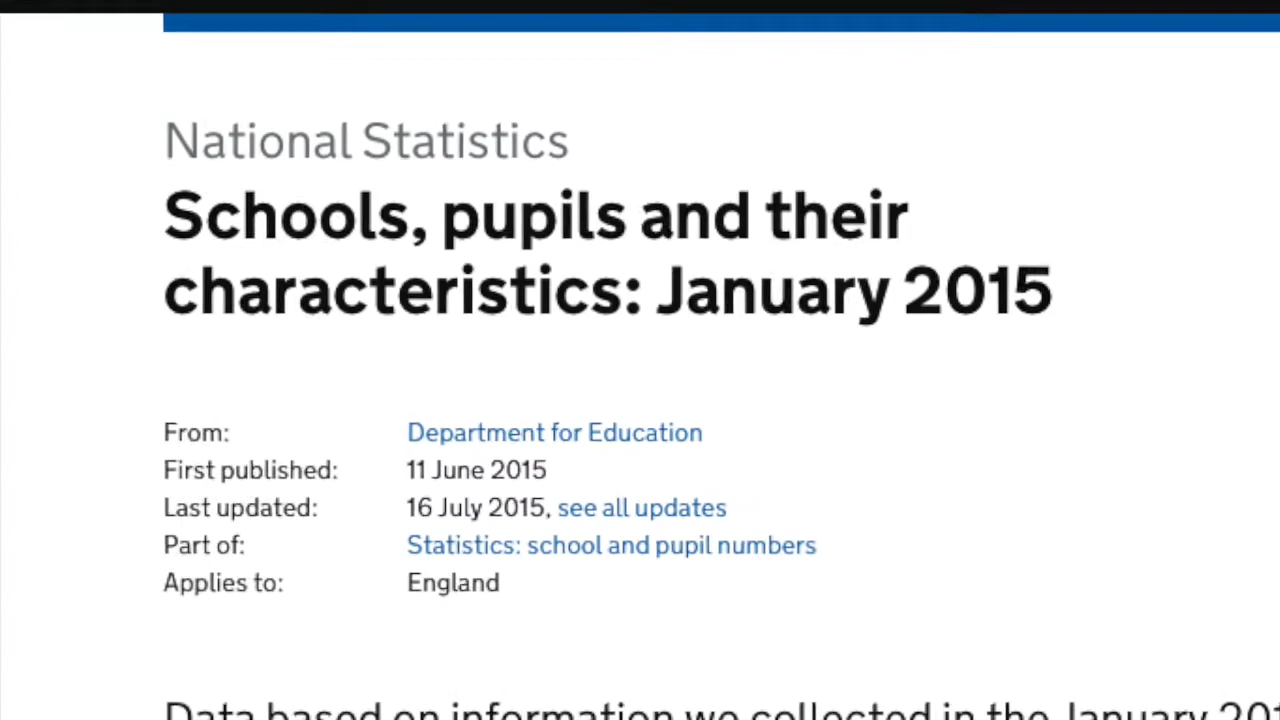 National Statistics
Schools, pupils and their
characteristics: January 2015
From: Department for Education
First published: 11 June 2015
Last updated: 16 July 2015, see all updates
Part of: Statistics: school and pupil numbers
Applies to: England
Data based on information we collected in the January